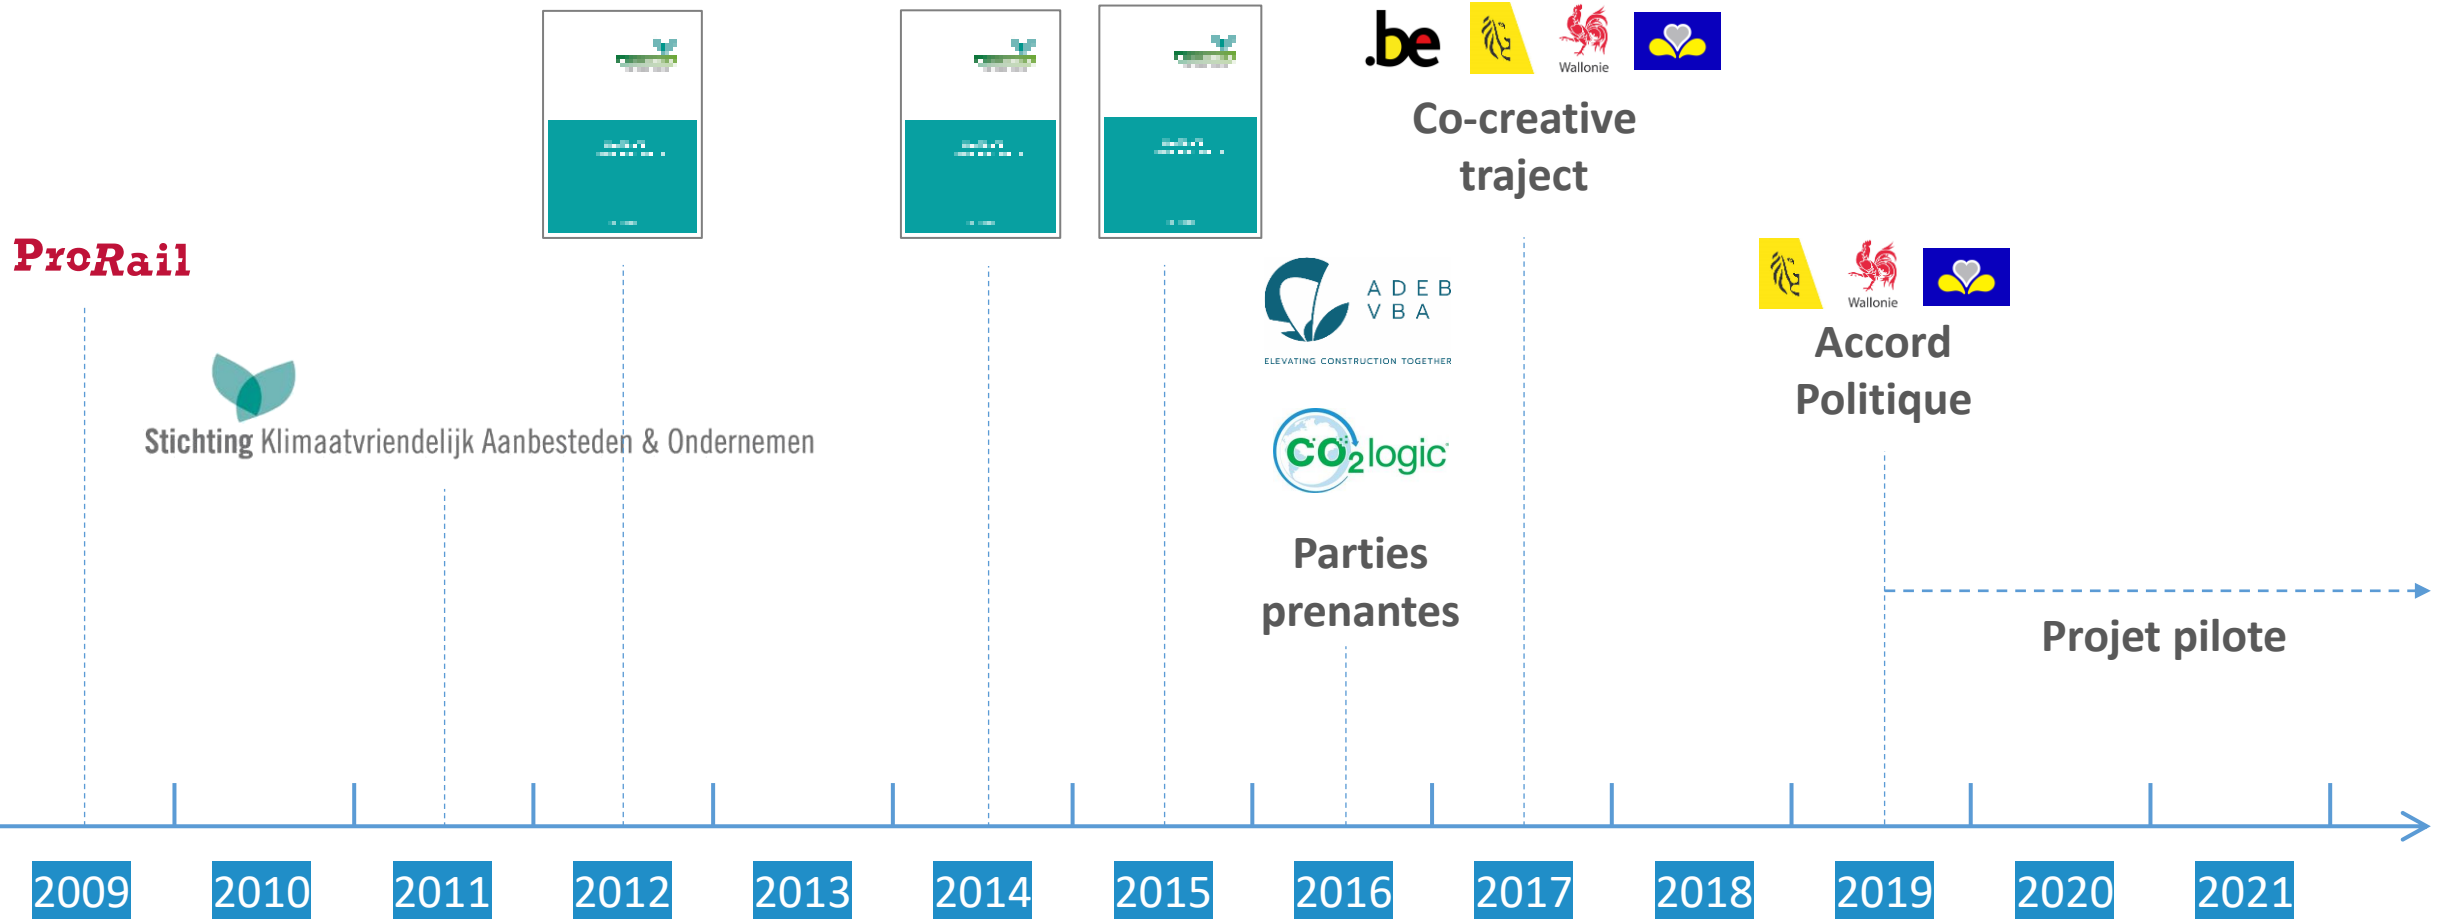 .be
Wallonie
Co-creative
traject
ProRail
ADEB
VBA
ELEVATING CONSTRUCTION TOGETHER
Wallonie
Accord
Politique
Stichting Klimaatvriendelijk Aanbesteden & Ondernemen
CO2logic
Parties
prenantes
Projet pilote
2009 2010 2011 2012 2013 2014 2015 2016 2017 2018 2019 2020 2021